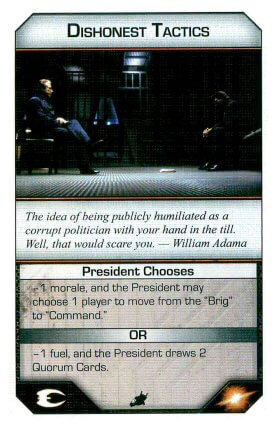 DISHONEST TACTICS
The idea of being publicly humiliated as a
corrupt politician with your hand in the till.
Well, that would scare you. — William Adama
President Chooses
-1 morale, and the President may
choose 1 player to move from the "Brig"
to "Command."
OR
-1 fuel, and the President draws 2
Quorum Cards.